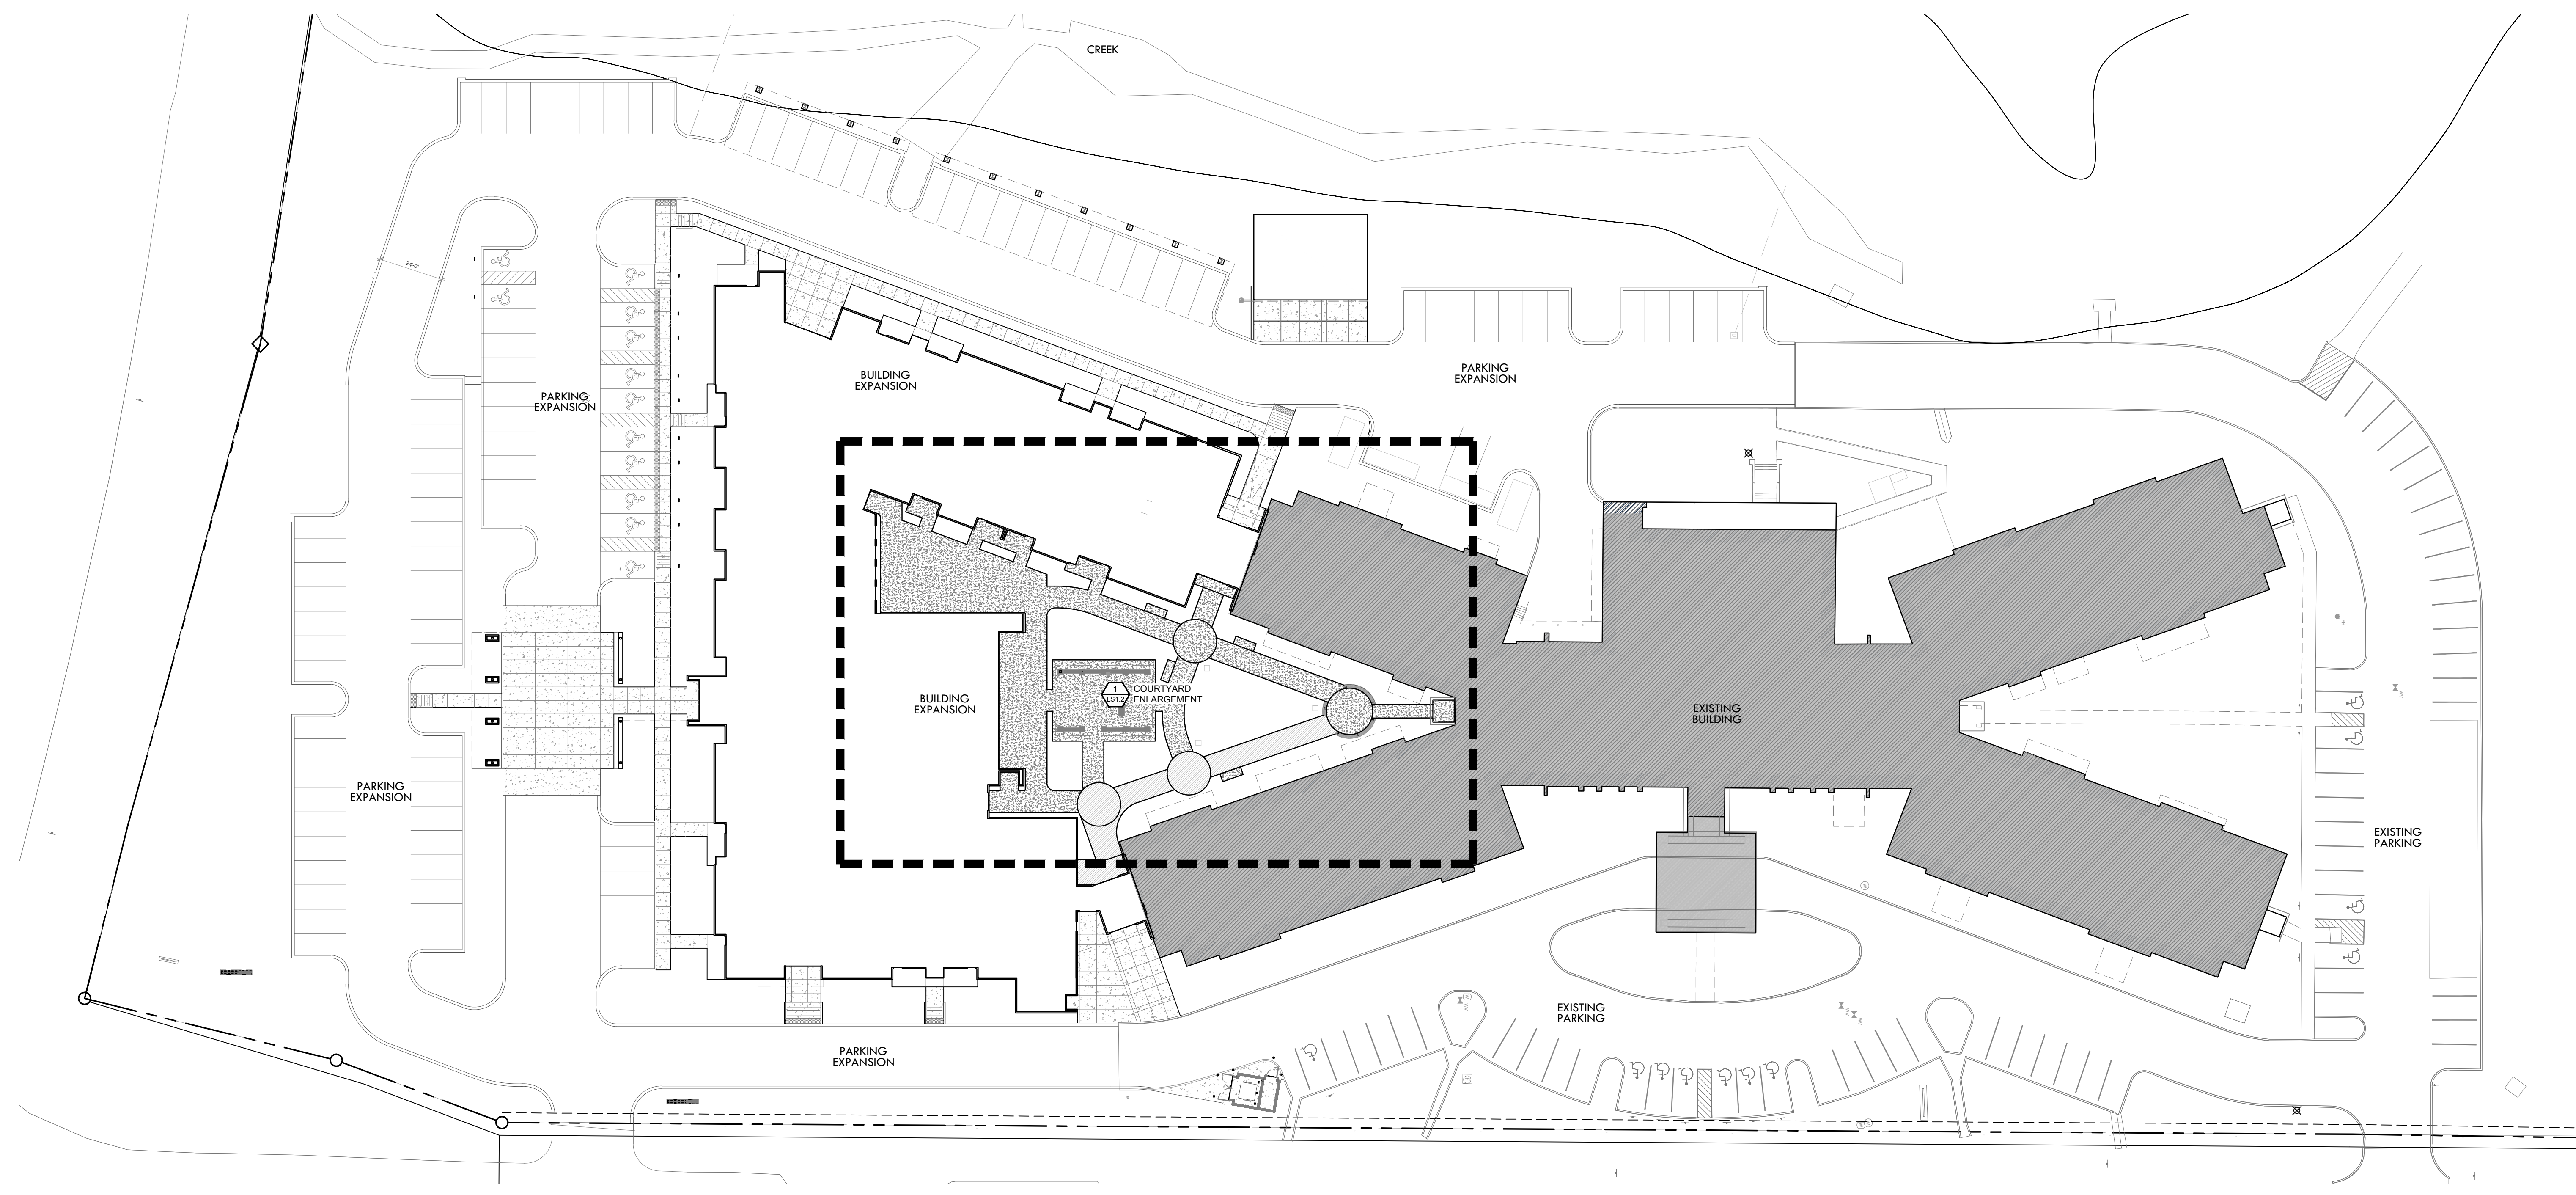 CREEK
24'-0"
BUILDING
EXPANSION
PARKING
EXPANSION
PARKING
EXPANSION
BUILDING
EXPANSION
1
LS1.2
COURTYARD
ENLARGEMENT
EXISTING
BUILDING
PARKING
EXPANSION
EXISTING
PARKING
EXISTING
PARKING
PARKING
EXPANSION